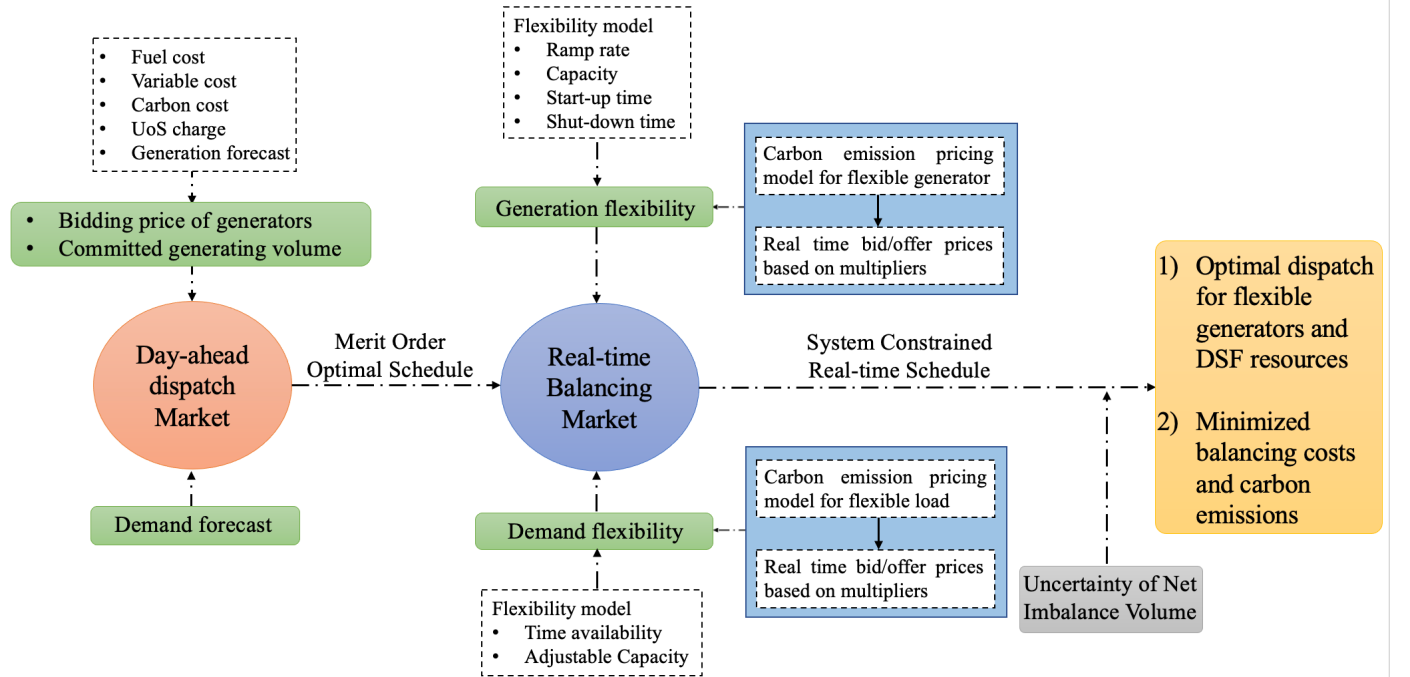 • Fuel cost
• Variable cost
• Carbon cost
• UoS charge
• Generation forecast
• Bidding price of generators
• Committed generating volume
Day-ahead
dispatch
Market
Demand forecast
Merit Order
Optimal Schedule
Flexibility model
• Ramp rate
• Capacity
• Start-up time
• Shut-down time
Generation flexibility
Carbon emission pricing
model for flexible generator
Real time bid/offer prices
based on multipliers
Real-time
Balancing
Market
Demand flexibility
Flexibility model
• Time availability
• Adjustable Capacity
Carbon emission pricing
model for flexible load
Real time bid/offer prices
based on multipliers
System Constrained
Real-time Schedule
Uncertainty of Net
Imbalance Volume
1) Optimal dispatch
for flexible
generators and
DSF resources
2) Minimized
balancing costs
and carbon
emissions